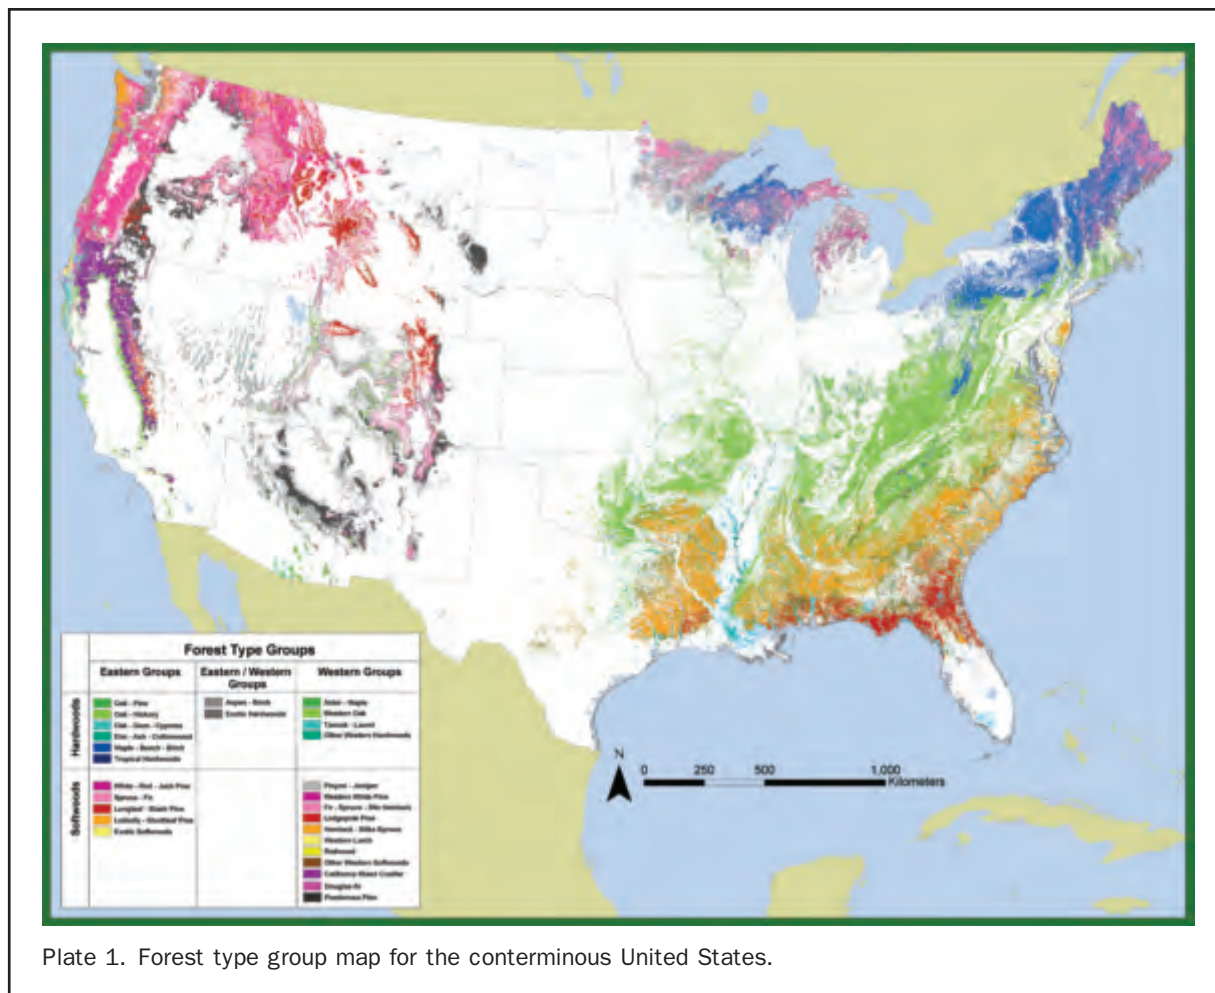 Forest Type Groups
Eastern Groups
Eastern / Western
Groups
Western Groups
Hardwoods
Oak - Pine
Oak - Hickory
Oak - Gum - Cypress
Elm - Ash - Cottonwood
Maple - Beech - Birch
Tropical Hardwoods
Aspen - Birch
Exotic Hardwoods
Alder - Maple
Western Oak
Tanoak - Laurel
Other Western Hardwoods
Softwoods
White - Red - Jack Pine
Spruce - Fir
Longleaf - Slash Pine
Loblolly - Shortleaf Pine
Exotic Softwoods
Pinyon - Juniper
Western White Pine
Fir - Spruce - Mtn Hemlock
Lodgepole Pine
Hemlock - Sitka Spruce
Western Larch
Redwood
Other Western Softwoods
California Mixed Conifer
Douglas-fir
Ponderosa Pine
N
0 250 500 1,000
Kilometers
Plate 1. Forest type group map for the conterminous United States.